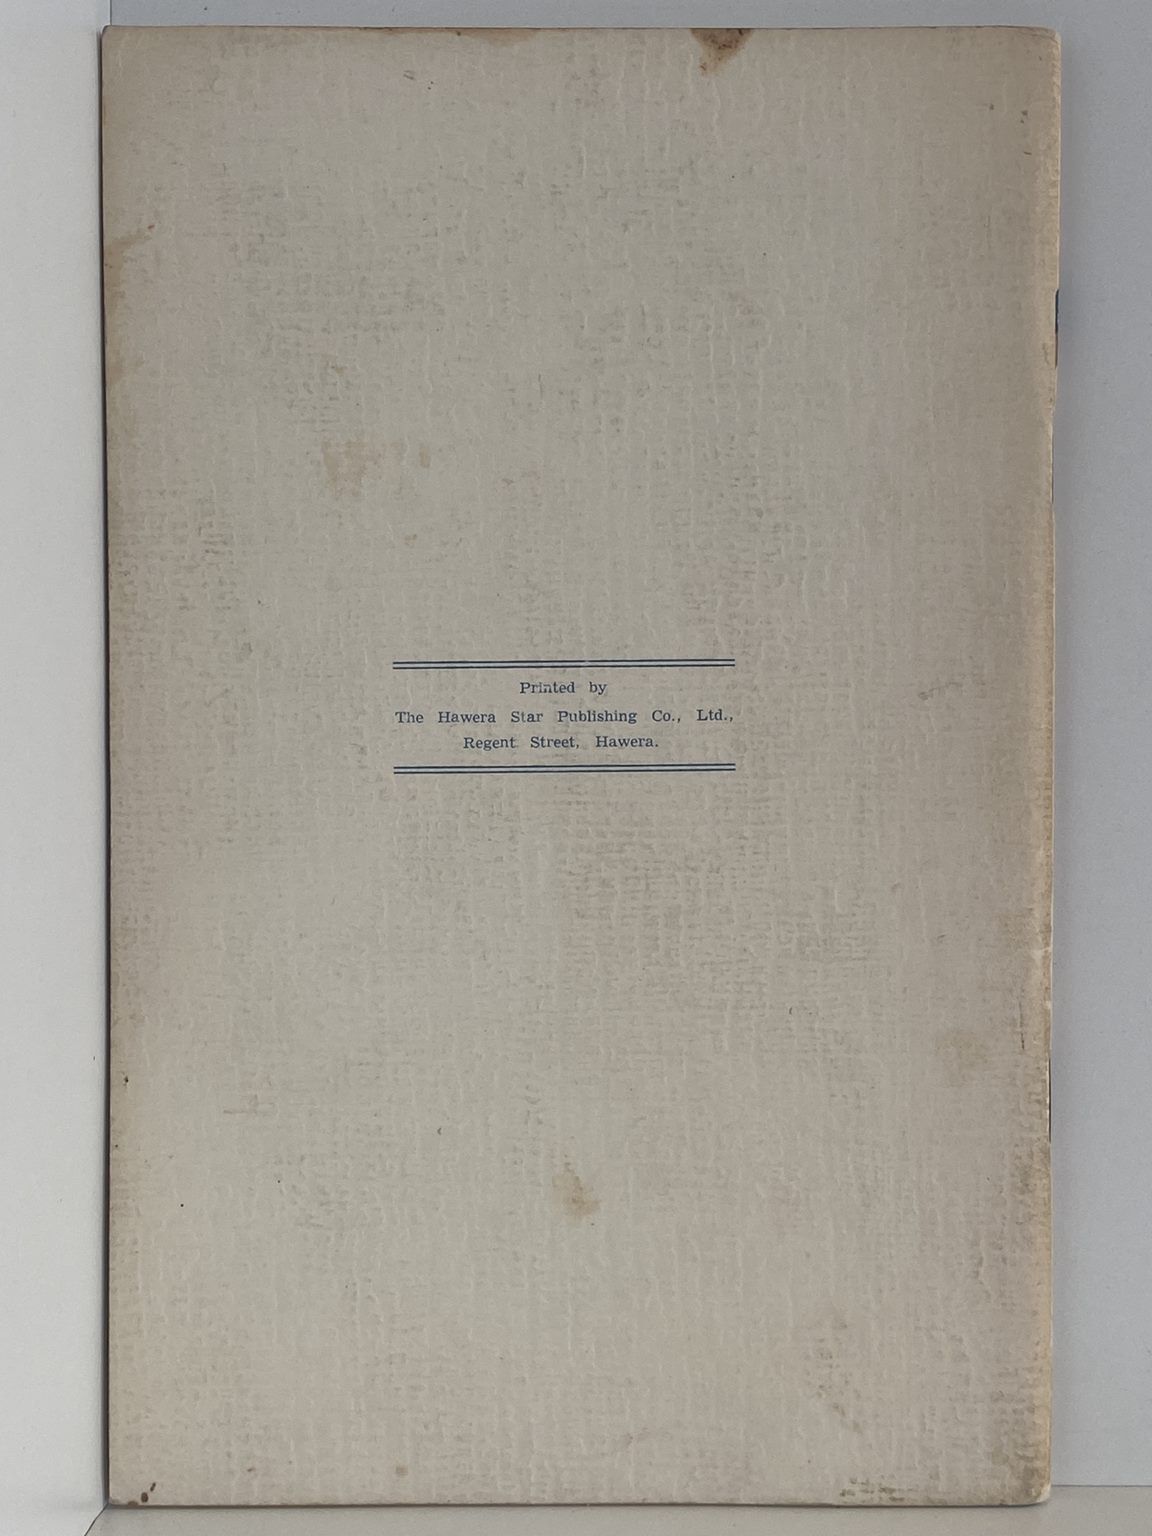 Printed by
The Hawera Star Publishing Co., Ltd.,
Regent Street, Hawera.